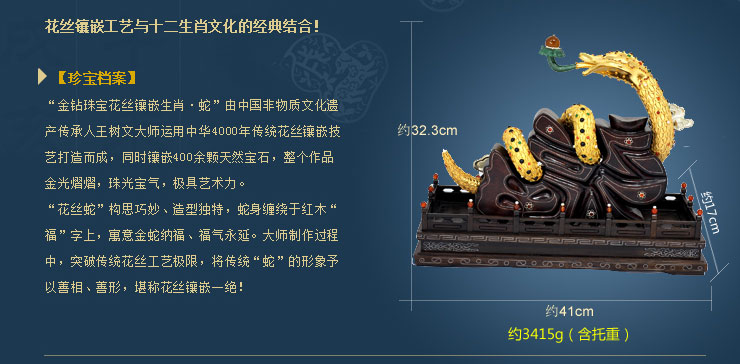 花丝镶嵌工艺与十二生肖文化的经典结合！
【珍宝档案】
“金钻珠宝花丝镶嵌生肖·蛇”由中国非物质文化遗
产传承人王树文大师运用中华4000年传统花丝镶嵌技
艺打造而成，同时镶嵌400余颗天然宝石，整个作品
金光熠熠，珠光宝气，极具艺术力。
“花丝蛇”构思巧妙、造型独特，蛇身缠绕于红木“
福”字上，寓意金蛇纳福、福气永延。大师制作过程
中，突破传统花丝工艺极限，将传统“蛇”的形象予
以善相、善形，堪称花丝镶嵌一绝！
约32.3cm
约17cm
约41cm
约3415g（含托重）